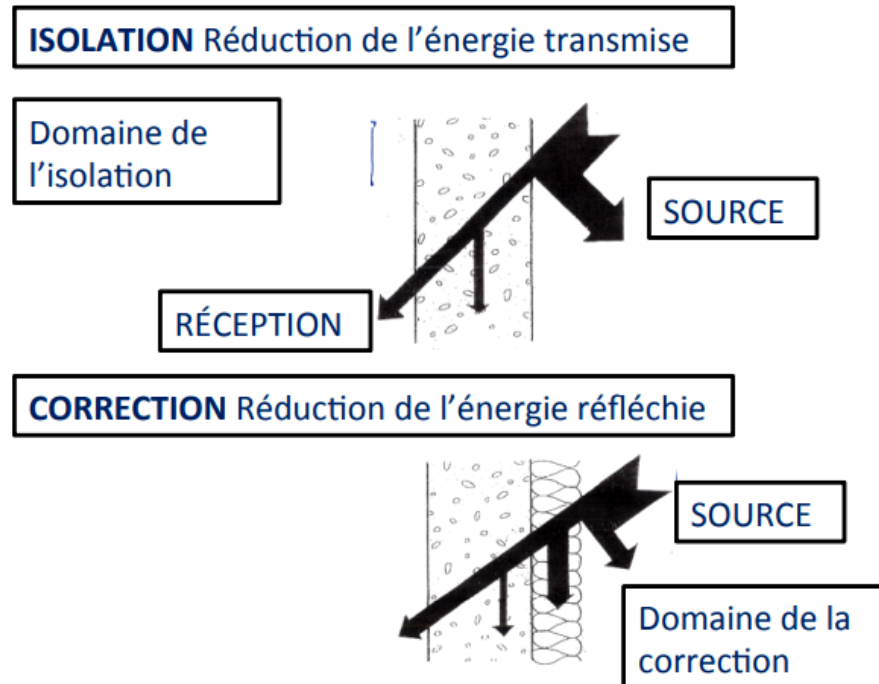 ISOLATION Réduction de l’énergie transmise
Domaine de
l’isolation
SOURCE
RÉCEPTION
CORRECTION Réduction de l’énergie réfléchie
SOURCE
Domaine de la
correction